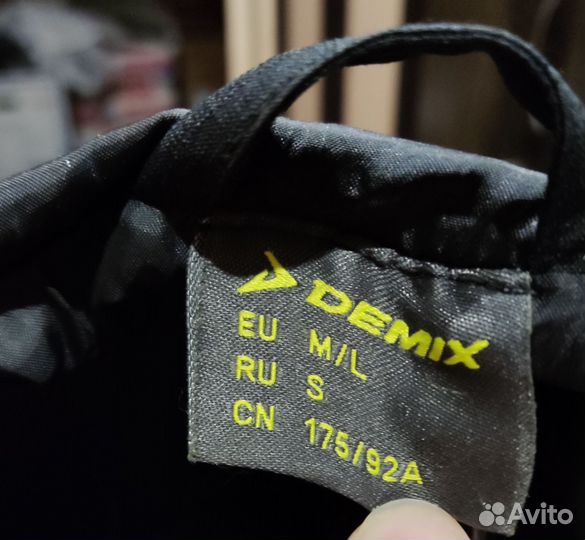 DEMIX
EU M/L
RU S
CN 175/92A
Avito